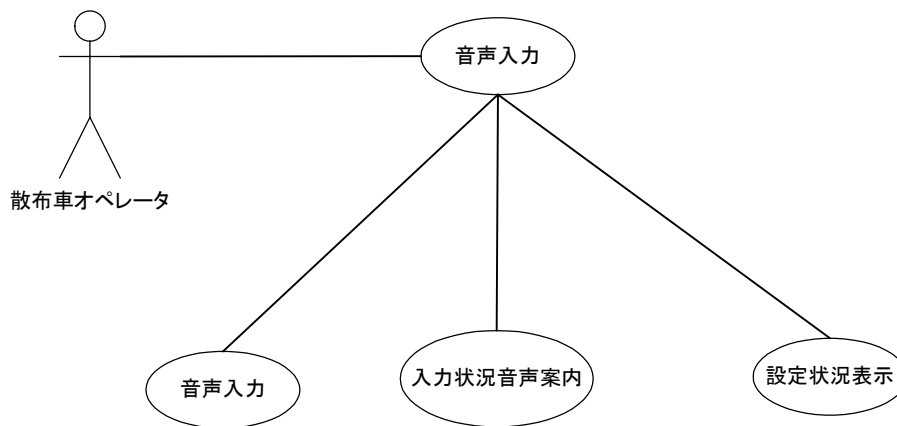 音声入力
散布車オペレータ
音声入力
入力状況音声案内
設定状況表示